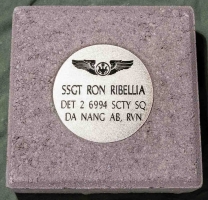 SSGT RON RIBELLIA
DET 2 6994 SCTY SQ
DA NANG AB, RVN